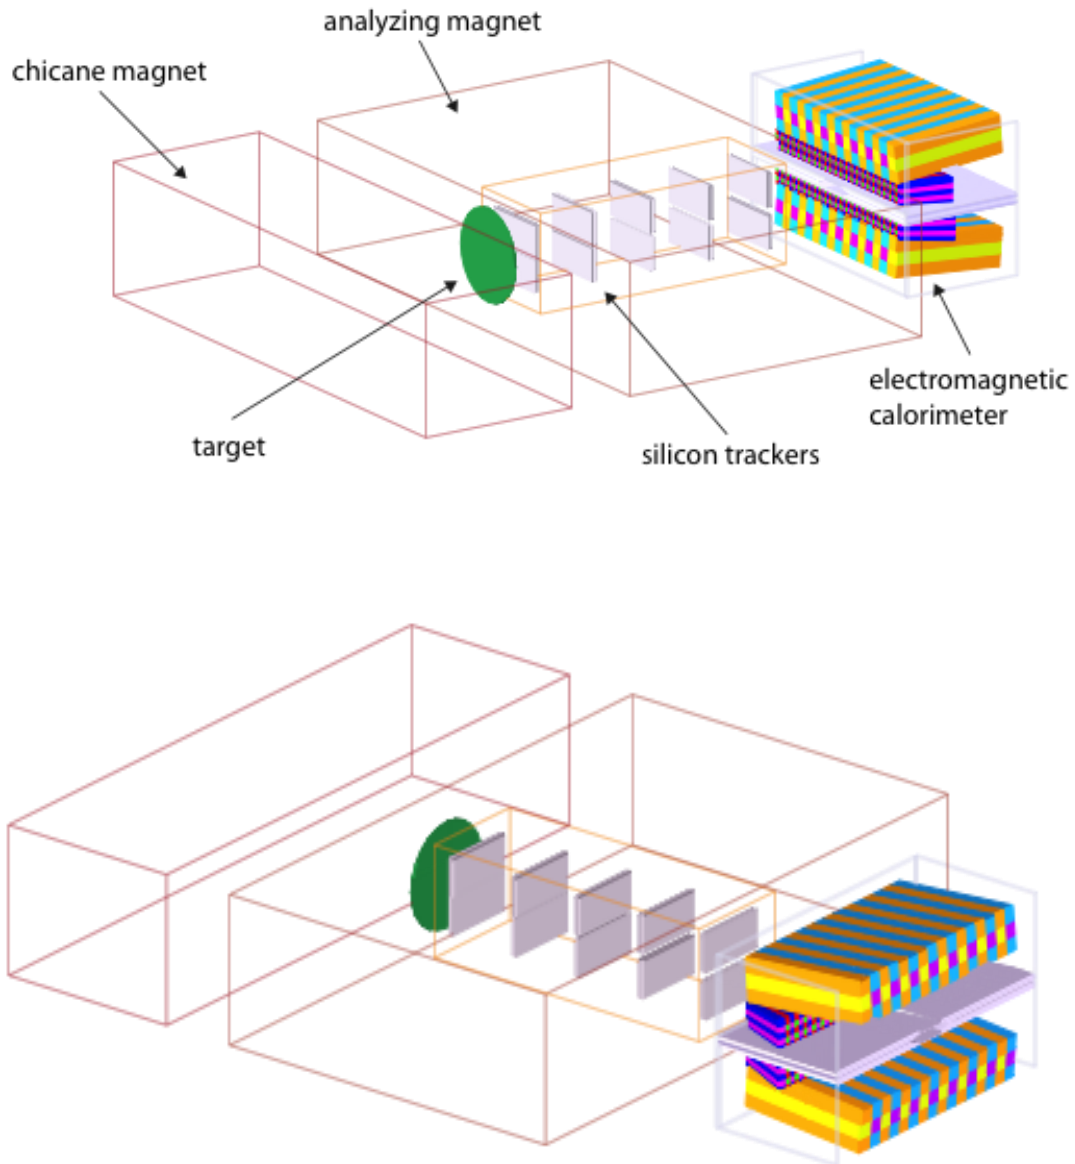 analyzing magnet
chicane magnet
electromagnetic
calorimeter
target
silicon trackers